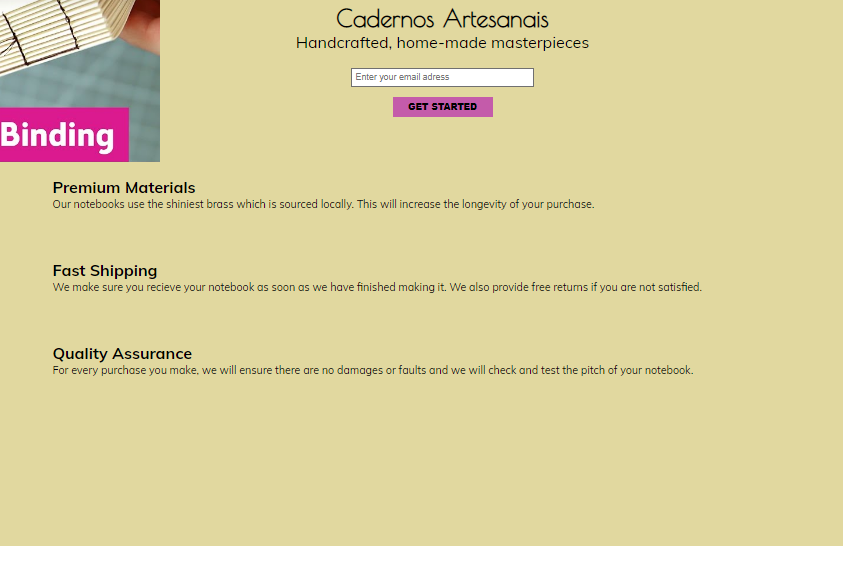 Binding
Cadernos Artesanais
Handcrafted, home-made masterpieces
Enter your email adress
GET STARTED
Premium Materials
Our notebooks use the shiniest brass which is sourced locally. This will increase the longevity of your purchase.
Fast Shipping
We make sure you recieve your notebook as soon as we have finished making it. We also provide free returns if you are not satisfied.
Quality Assurance
For every purchase you make, we will ensure there are no damages or faults and we will check and test the pitch of your notebook.